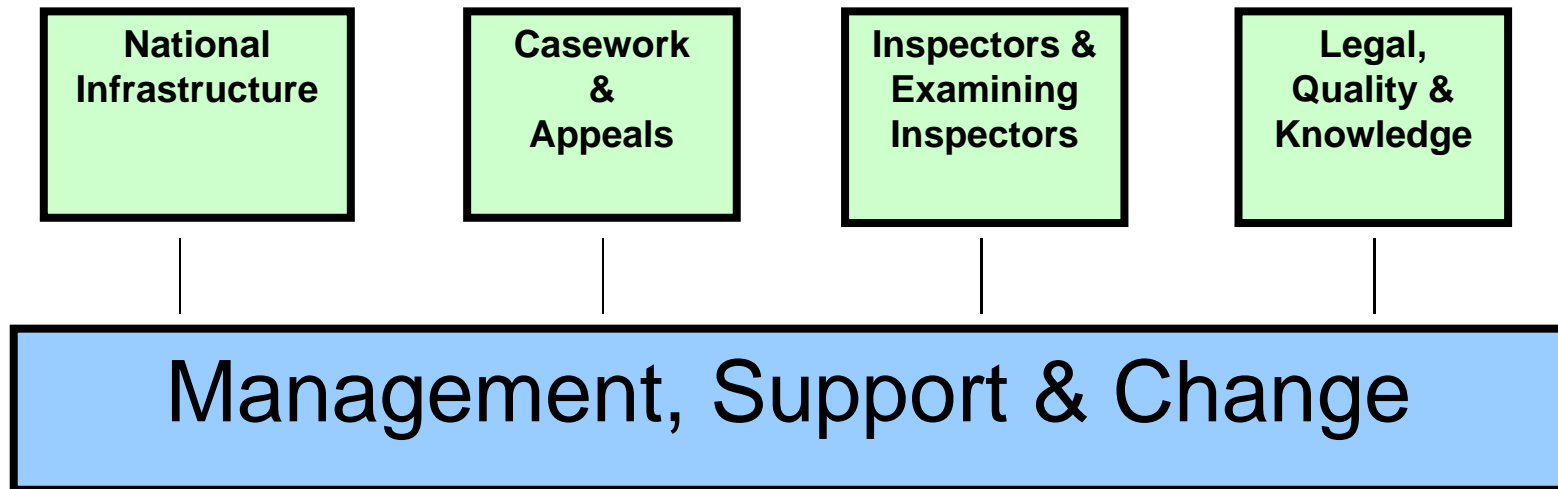 National
Infrastructure
Casework
&
Appeals
Inspectors &
Examining
Inspectors
Legal,
Quality &
Knowledge
Management, Support & Change